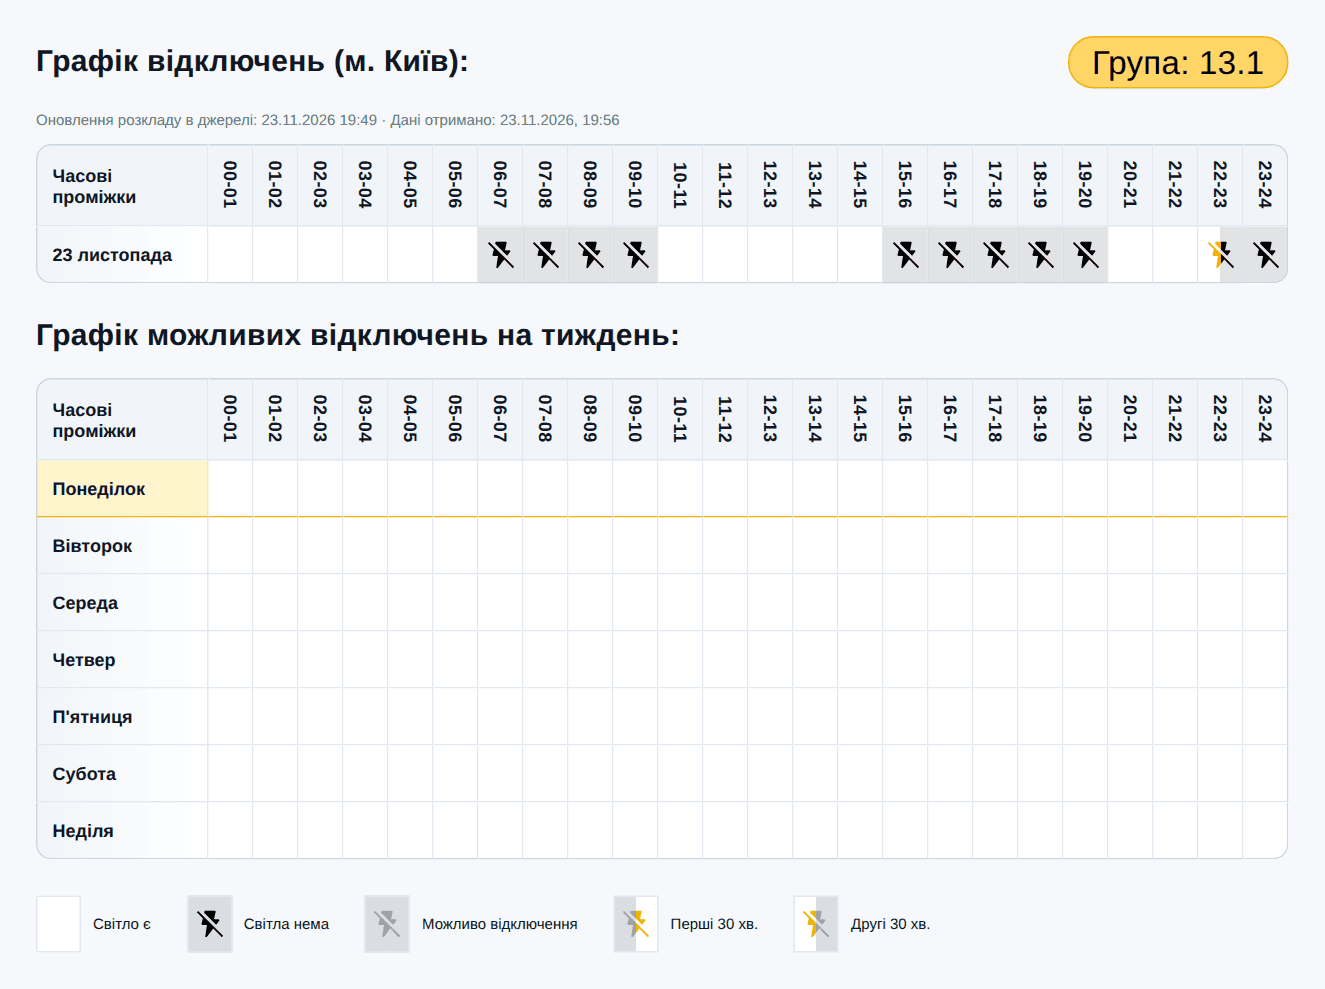 Графік відключень (м. Київ):
Група: 13.1
Оновлення розкладу в джерелі: 23.11.2026 19:49 · Дані отримано: 23.11.2026, 19:56
Часові проміжки 00-01 01-02 02-03 03-04 04-05 05-06 06-07 07-08 08-09 09-10 10-11 11-12 12-13 13-14 14-15 15-16 16-17 17-18 18-19 19-20 20-21 21-22 22-23 23-24
23 листопада
Графік можливих відключень на тиждень:
Часові проміжки 00-01 01-02 02-03 03-04 04-05 05-06 06-07 07-08 08-09 09-10 10-11 11-12 12-13 13-14 14-15 15-16 16-17 17-18 18-19 19-20 20-21 21-22 22-23 23-24
Понеділок
Вівторок
Середа
Четвер
П'ятниця
Субота
Неділя
Світло є Світла нема Можливо відключення Перші 30 хв. Другі 30 хв.